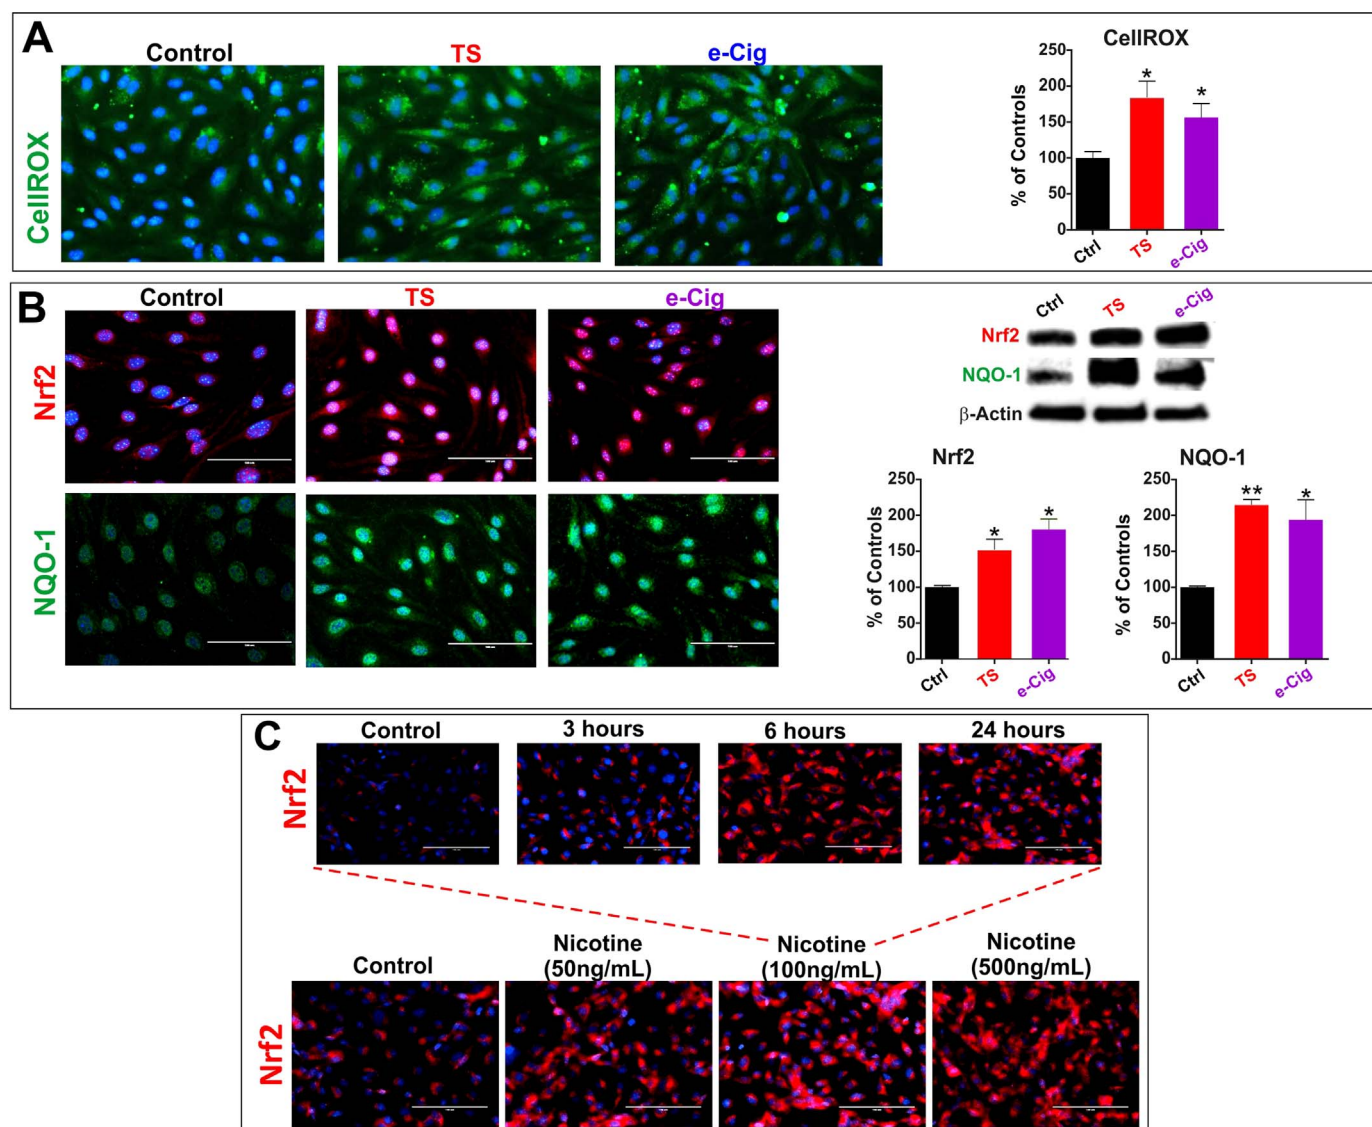 A
Control
TS
e-Cig
CellROX
CellROX
% of Controls
250
200
150
100
50
0
*
*
Ctrl
TS
e-Cig
B
Control
TS
e-Cig
Nrf2
NQO-1
Ctrl
TS
e-Cig
Nrf2
NQO-1
β-Actin
Nrf2
% of Controls
250
200
150
100
50
0
*
*
Ctrl
TS
e-Cig
NQO-1
% of Controls
250
200
150
100
50
0
**
*
Ctrl
TS
e-Cig
C
Control
3 hours
6 hours
24 hours
Nrf2
Control
Nicotine
(50ng/mL)
Nicotine
(100ng/mL)
Nicotine
(500ng/mL)
Nrf2